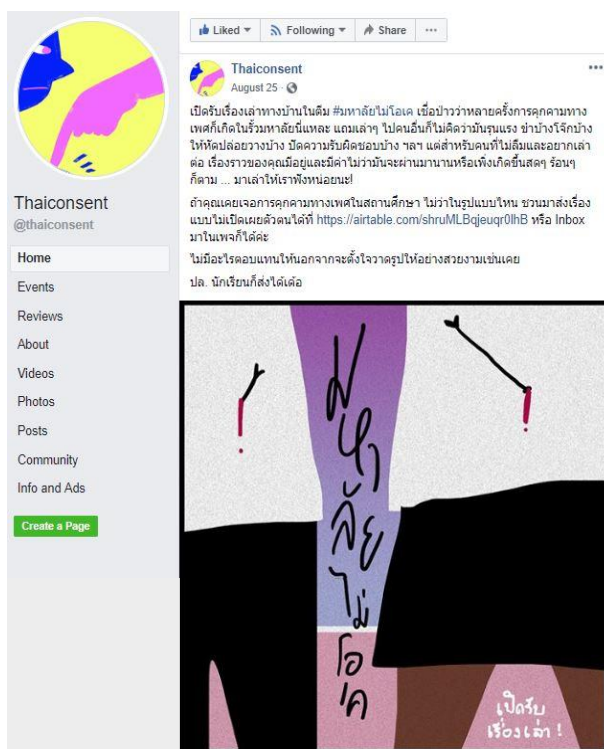 Liked
Following
Share
Thaiconsent
August 25
เปิดรับเรื่องเล่าทางบ้านในธีม #มหาลัยไม่โอเค เชื่อป่าวว่าหลายครั้งการคุกคามทาง
เพศก็เกิดในรั้วมหาลัยนี่แหละ แถมเล่าๆ ไปคนอื่นก็ไม่คิดว่ามันรุนแรง ขำบ้างโจ๊กบ้าง
ให้หัดปล่อยวางบ้าง ปัดความรับผิดชอบบ้าง ฯลฯ แต่สำหรับคนที่ไม่ลืมและอยากเล่า
ต่อ เรื่องราวของคุณมีอยู่และมีค่าไม่ว่ามันจะผ่านมานานหรือเพิ่งเกิดขึ้นสดๆ ร้อนๆ
ก็ตาม ... มาเล่าให้เราฟังหน่อยนะ!
ถ้าคุณเคยเจอการคุกคามทางเพศในสถานศึกษา ไม่ว่าในรูปแบบไหน ชวนมาส่งเรื่อง
แบบไม่เปิดเผยตัวตนได้ที่ https://airtable.com/shruMLBqjeuqr0lhB หรือ Inbox
มาในเพจก็ได้ค่ะ
ไม่มีอะไรตอบแทนให้นอกจากจะตั้งใจวาดรูปให้อย่างสวยงามเช่นเคย
ปล. นักเรียนก็ส่งได้เด้อ
Thaiconsent
@thaiconsent
Home
Events
Reviews
About
Videos
Photos
Posts
Community
Info and Ads
Create a Page
มหาลัยไม่โอเค
เปิดรับ
เรื่องเล่า!